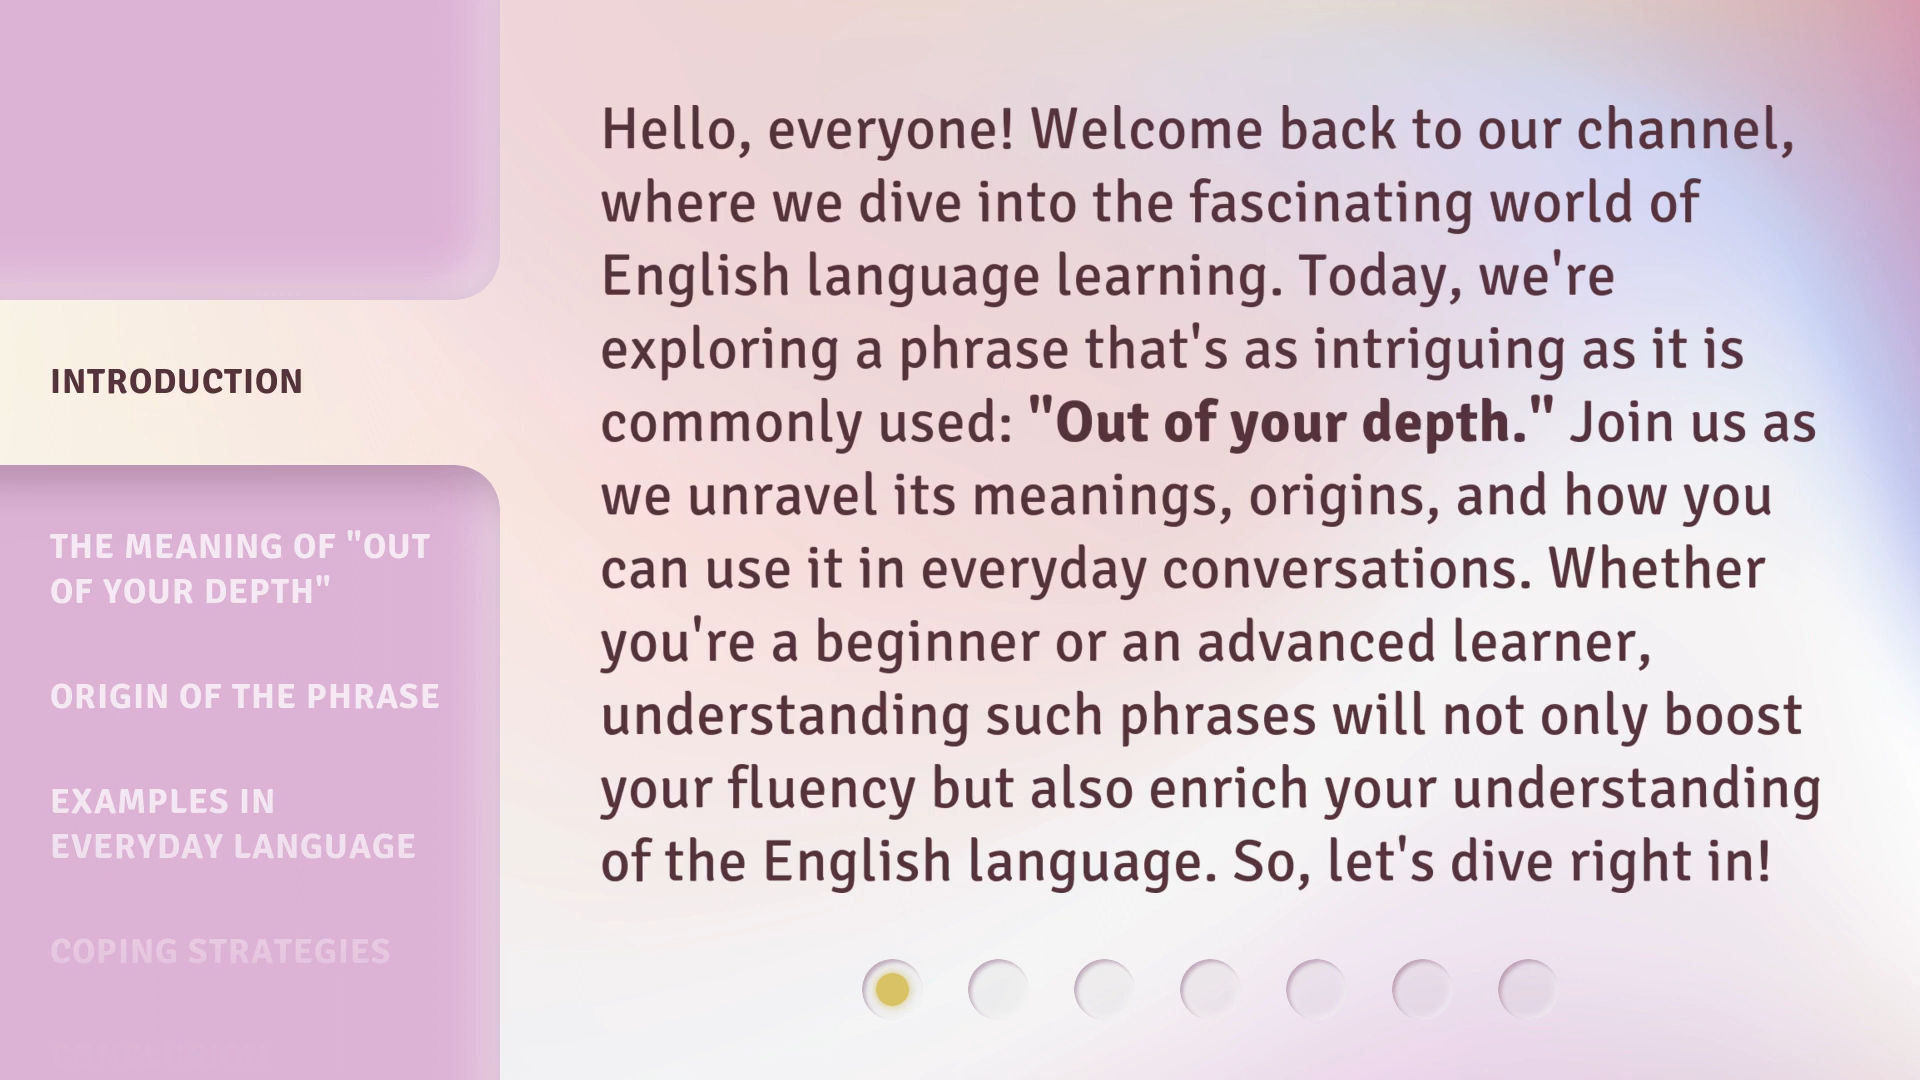 INTRODUCTION
THE MEANING OF "OUT
OF YOUR DEPTH"
ORIGIN OF THE PHRASE
EXAMPLES IN
EVERYDAY LANGUAGE
COPING STRATEGIES
CONCLUSION
Hello, everyone! Welcome back to our channel,
where we dive into the fascinating world of
English language learning. Today, we're
exploring a phrase that's as intriguing as it is
commonly used: "Out of your depth." Join us as
we unravel its meanings, origins, and how you
can use it in everyday conversations. Whether
you're a beginner or an advanced learner,
understanding such phrases will not only boost
your fluency but also enrich your understanding
of the English language. So, let's dive right in!